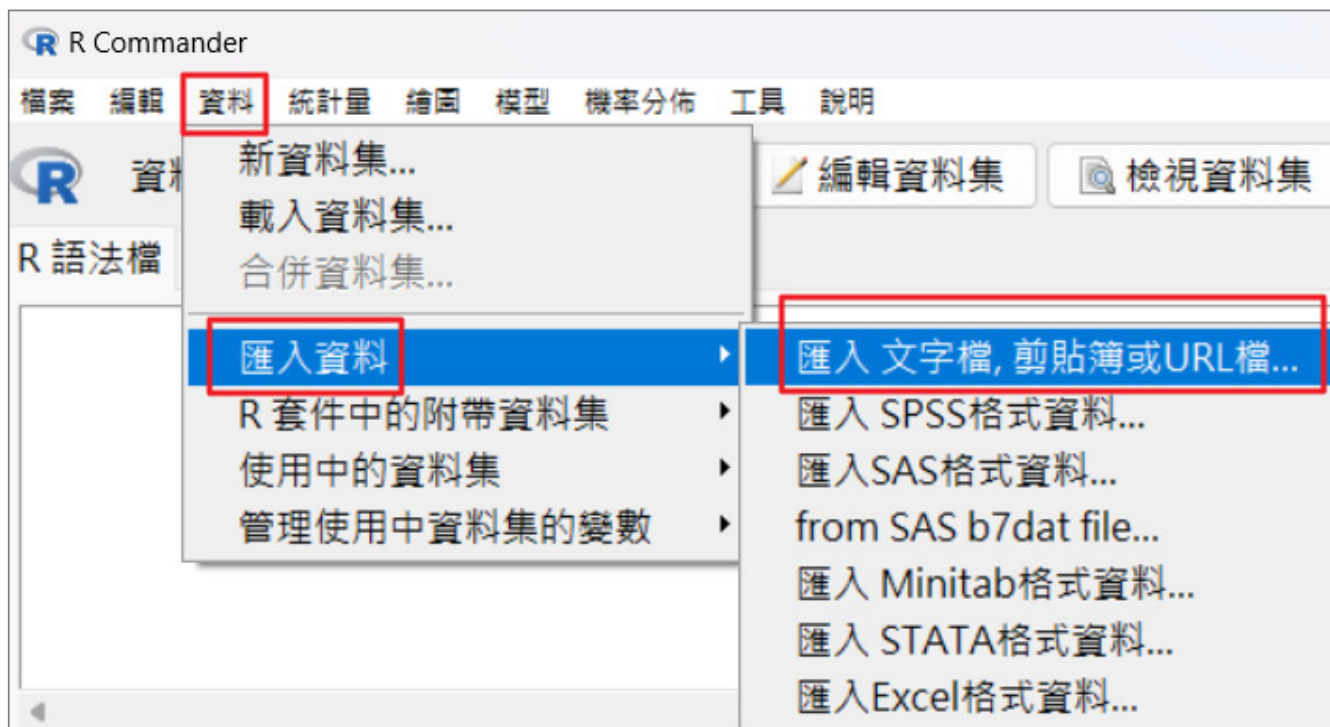 R Commander
檔案 編輯 資料 統計量 繪圖 模型 機率分佈 工具 說明
R 資 編輯資料集 檢視資料集
R 語法檔
新資料集...
載入資料集...
合併資料集...
匯入資料
R 套件中的附帶資料集
使用中的資料集
管理使用中資料集的變數
匯入 文字檔, 剪貼簿或URL檔...
匯入 SPSS格式資料...
匯入SAS格式資料...
from SAS b7dat file...
匯入 Minitab格式資料...
匯入 STATA格式資料...
匯入Excel格式資料...